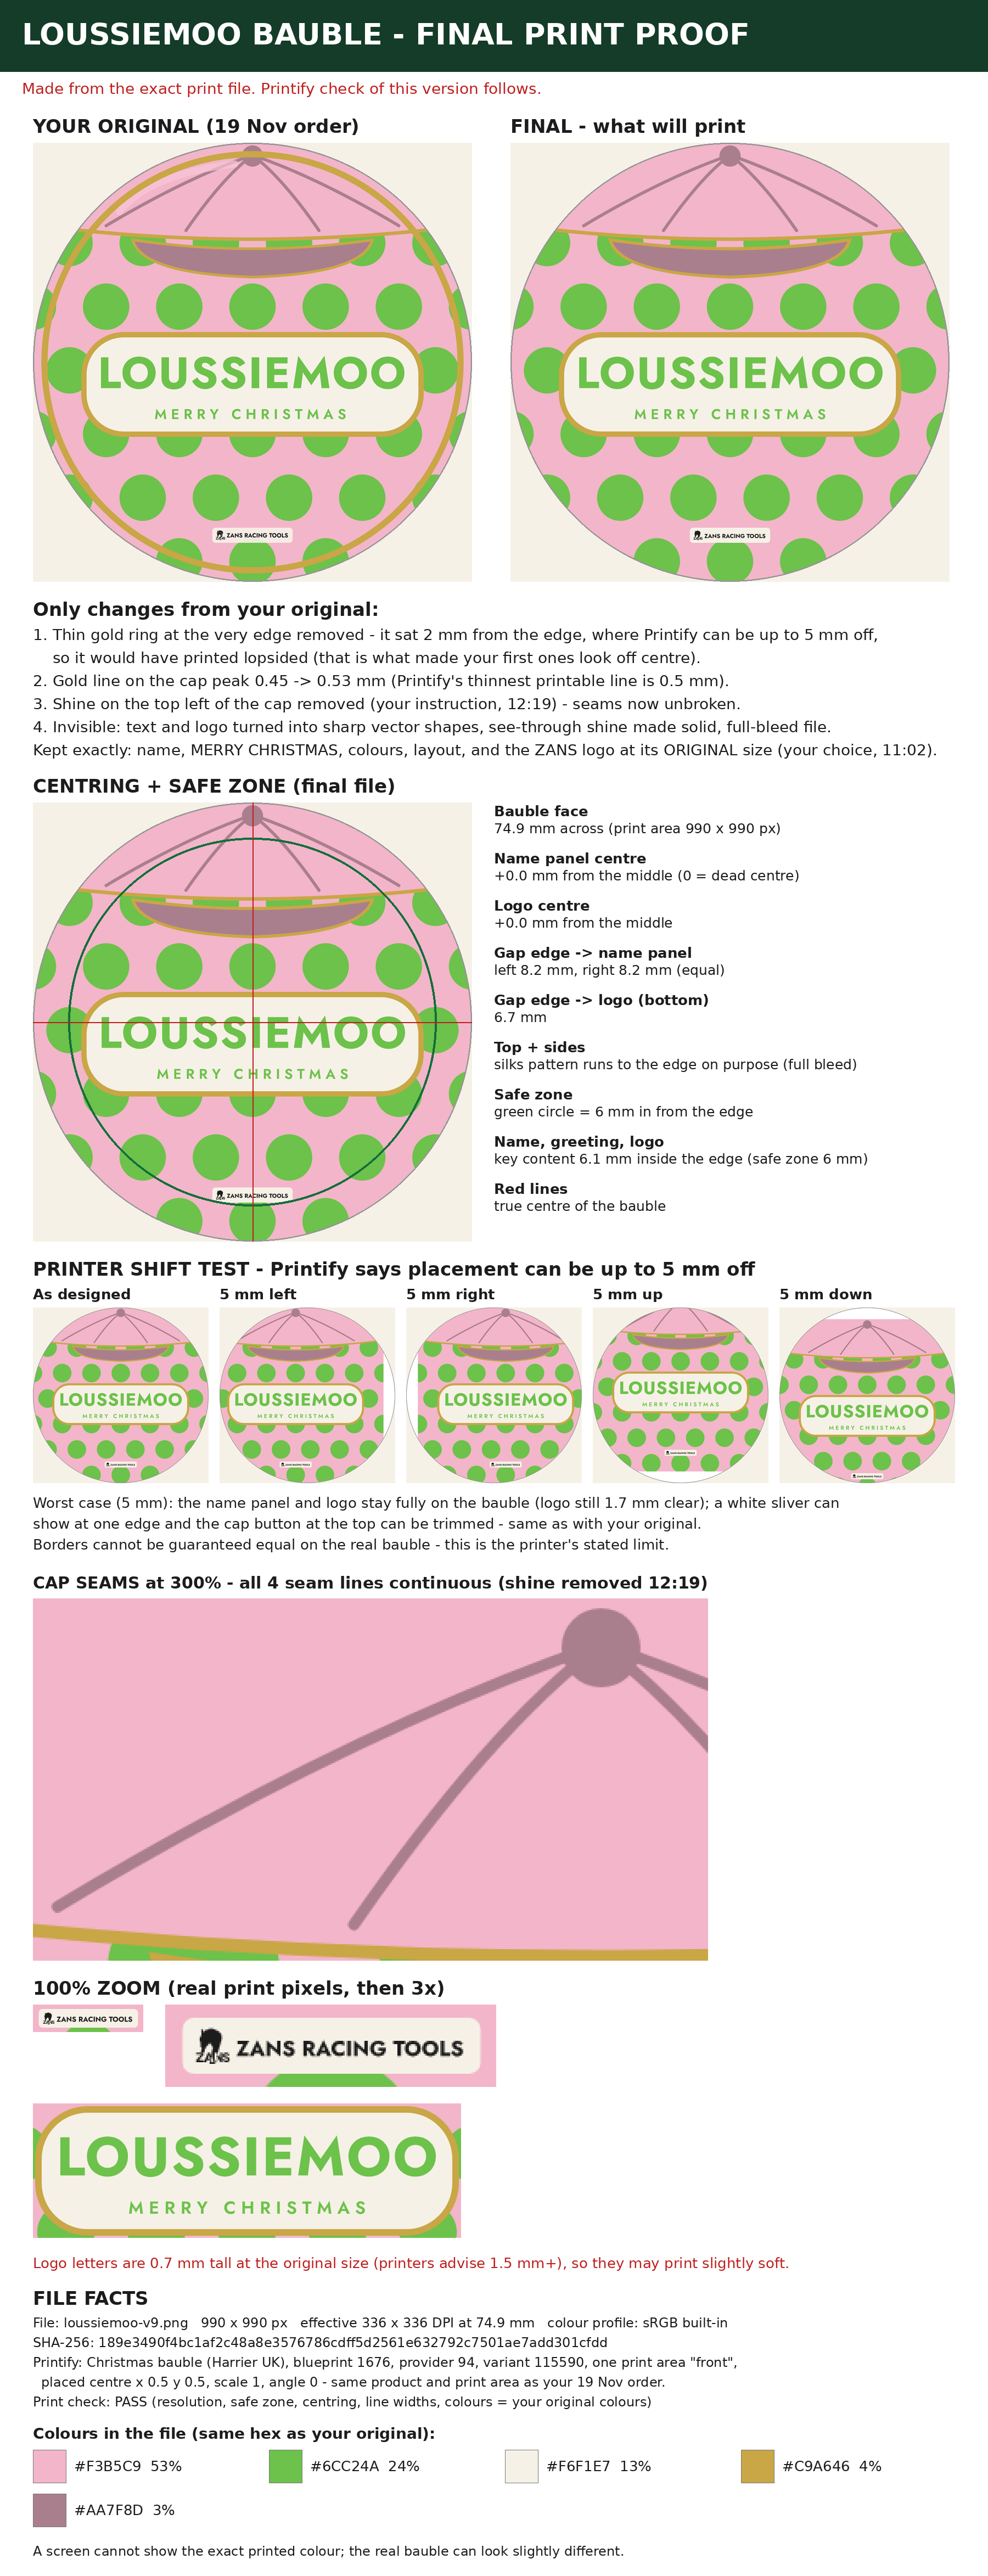 LOUSSIEMOO BAUBLE - FINAL PRINT PROOF
Made from the exact print file. Printify check of this version follows.
YOUR ORIGINAL (19 Nov order)
LOUSSIEMOO
MERRY CHRISTMAS
ZANS RACING TOOLS
FINAL - what will print
LOUSSIEMOO
MERRY CHRISTMAS
ZANS RACING TOOLS
Only changes from your original:
1. Thin gold ring at the very edge removed - it sat 2 mm from the edge, where Printify can be up to 5 mm off,
so it would have printed lopsided (that is what made your first ones look off centre).
2. Gold line on the cap peak 0.45 -> 0.53 mm (Printify's thinnest printable line is 0.5 mm).
3. Shine on the top left of the cap removed (your instruction, 12:19) - seams now unbroken.
4. Invisible: text and logo turned into sharp vector shapes, see-through shine made solid, full-bleed file.
Kept exactly: name, MERRY CHRISTMAS, colours, layout, and the ZANS logo at its ORIGINAL size (your choice, 11:02).
CENTRING + SAFE ZONE (final file)
LOUSSIEMOO
MERRY CHRISTMAS
ZANS RACING TOOLS
Bauble face
74.9 mm across (print area 990 x 990 px)
Name panel centre
+0.0 mm from the middle (0 = dead centre)
Logo centre
+0.0 mm from the middle
Gap edge -> name panel
left 8.2 mm, right 8.2 mm (equal)
Gap edge -> logo (bottom)
6.7 mm
Top + sides
silks pattern runs to the edge on purpose (full bleed)
Safe zone
green circle = 6 mm in from the edge
Name, greeting, logo
key content 6.1 mm inside the edge (safe zone 6 mm)
Red lines
true centre of the bauble
PRINTER SHIFT TEST - Printify says placement can be up to 5 mm off
As designed
LOUSSIEMOO
MERRY CHRISTMAS
ZANS RACING TOOLS
5 mm left
LOUSSIEMOO
MERRY CHRISTMAS
ZANS RACING TOOLS
5 mm right
LOUSSIEMOO
MERRY CHRISTMAS
ZANS RACING TOOLS
5 mm up
LOUSSIEMOO
MERRY CHRISTMAS
ZANS RACING TOOLS
5 mm down
LOUSSIEMOO
MERRY CHRISTMAS
ZANS RACING TOOLS
Worst case (5 mm): the name panel and logo stay fully on the bauble (logo still 1.7 mm clear); a white sliver can
show at one edge and the cap button at the top can be trimmed - same as with your original.
Borders cannot be guaranteed equal on the real bauble - this is the printer's stated limit.
CAP SEAMS at 300% - all 4 seam lines continuous (shine removed 12:19)
100% ZOOM (real print pixels, then 3x)
ZANS RACING TOOLS
ZANS
ZANS RACING TOOLS
LOUSSIEMOO
MERRY CHRISTMAS
Logo letters are 0.7 mm tall at the original size (printers advise 1.5 mm+), so they may print slightly soft.
FILE FACTS
File: loussiemoo-v9.png   990 x 990 px   effective 336 x 336 DPI at 74.9 mm   colour profile: sRGB built-in
SHA-256: 189e3490f4bc1af2c48a8e3576786cdff5d2561e632792c7501ae7add301cfdd
Printify: Christmas bauble (Harrier UK), blueprint 1676, provider 94, variant 115590, one print area "front",
placed centre x 0.5 y 0.5, scale 1, angle 0 - same product and print area as your 19 Nov order.
Print check: PASS (resolution, safe zone, centring, line widths, colours = your original colours)
Colours in the file (same hex as your original):
#F3B5C9  53%
#6CC24A  24%
#F6F1E7  13%
#C9A646  4%
#AA7F8D  3%
A screen cannot show the exact printed colour; the real bauble can look slightly different.